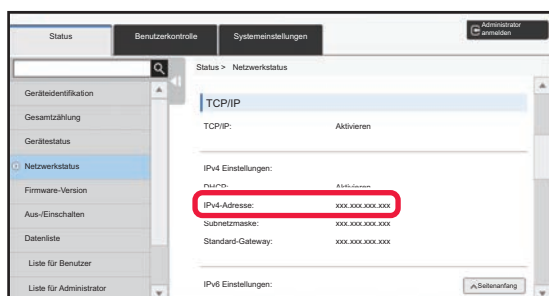 Status
Benutzerkontrolle
Systemeinstellungen
Administrator
anmelden
Status > Netzwerkstatus
Geräteidentifikation
Gesamtzählung
Gerätestatus
Netzwerkstatus
Firmware-Version
Aus-/Einschalten
Datenliste
Liste für Benutzer
Liste für Administrator
TCP/IP
TCP/IP: Aktivieren
IPv4 Einstellungen:
DHCP: Aktivieren
IPv4-Adresse: xxx.xxx.xxx.xxx
Subnetzmaske: xxx.xxx.xxx.xxx
Standard-Gateway: xxx.xxx.xxx.xxx
IPv6 Einstellungen:
Seitenanfang